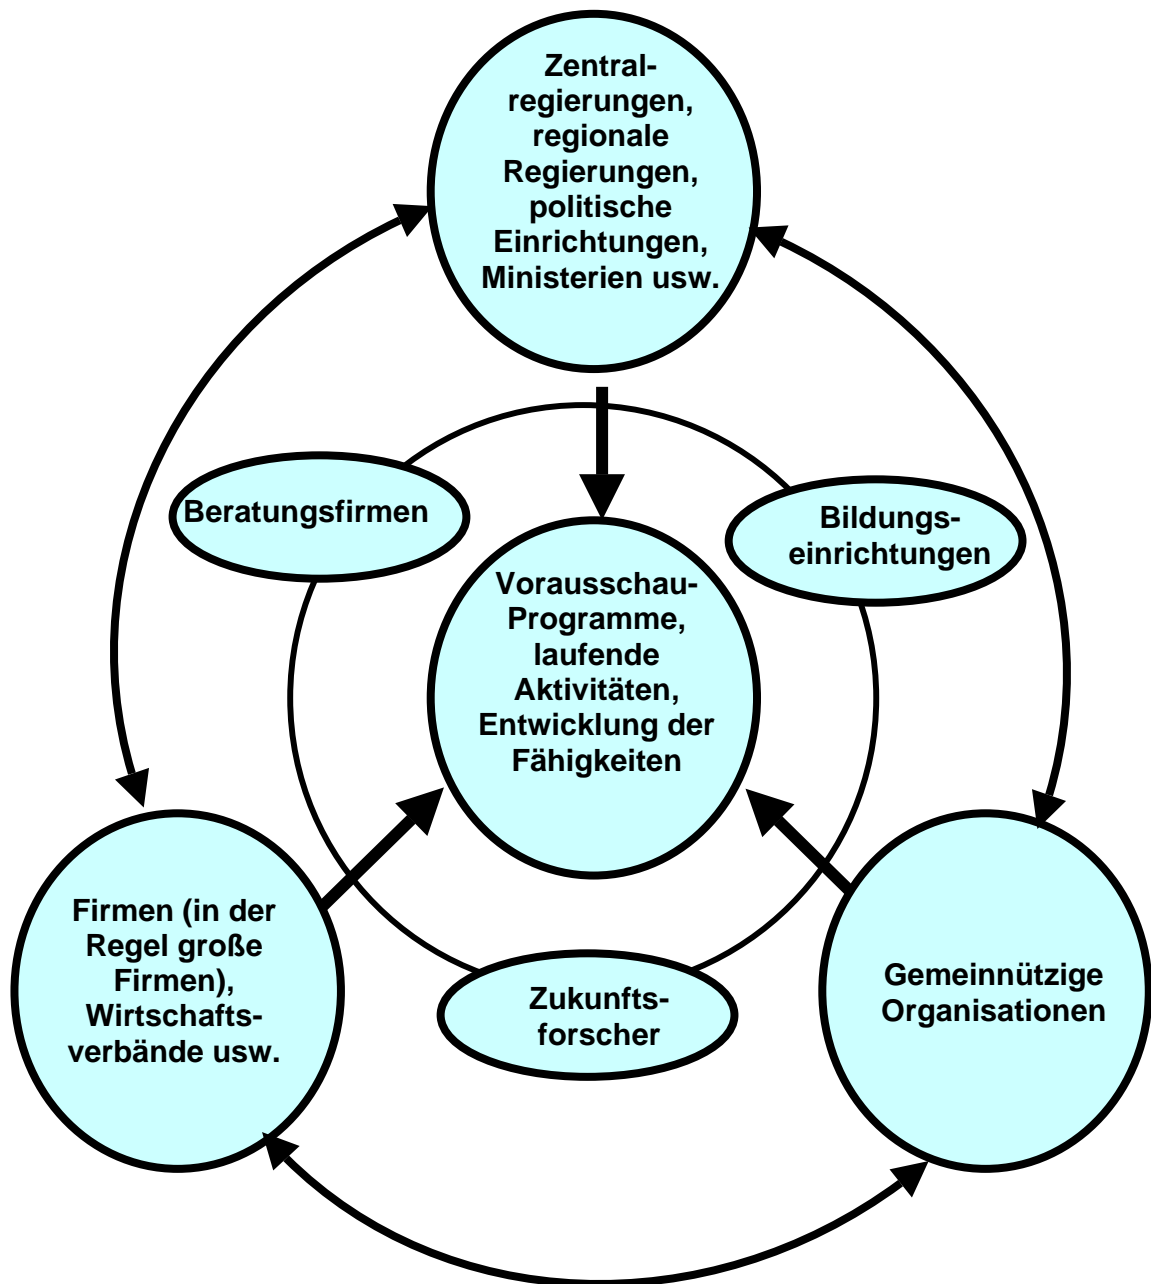 Zentral-
regierungen,
regionale
Regierungen,
politische
Einrichtungen,
Ministerien usw.
Beratungsfirmen
Bildungs-
einrichtungen
Vorausschau-
Programme,
laufende
Aktivitäten,
Entwicklung der
Fähigkeiten
Firmen (in der
Regel große
Firmen),
Wirtschafts-
verbände usw.
Zukunfts-
forscher
Gemeinnützige
Organisationen